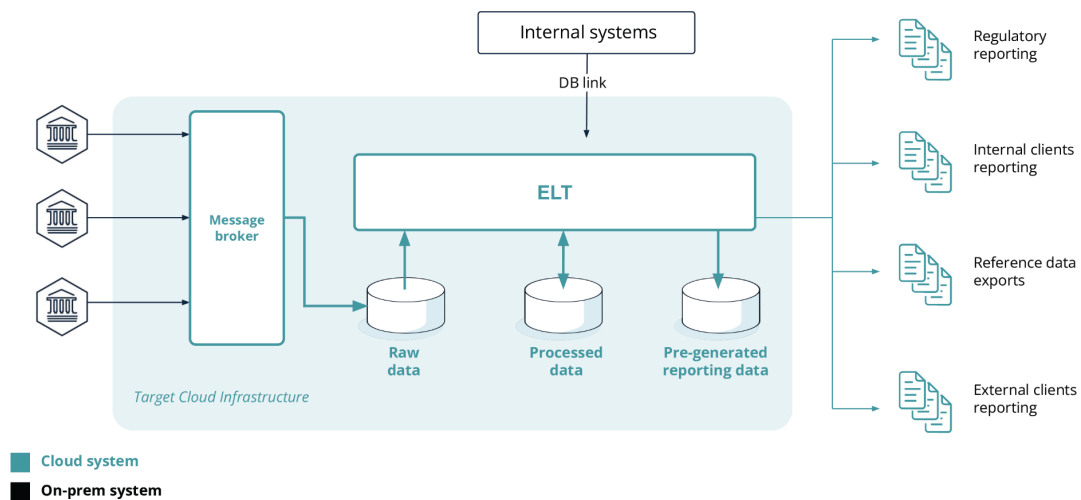 Internal systems
DB link
Regulatory
reporting
Internal clients
reporting
ELT
Message
broker
Reference data
exports
Raw
data
Processed
data
Pre-generated
reporting data
Target Cloud Infrastructure
External clients
reporting
Cloud system
On-prem system